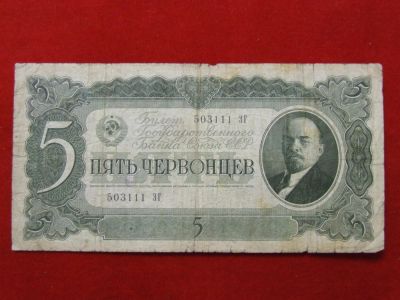 5
Билет 503111 ЗГ
Государственного
Банка Союза ССР
ПЯТЬ ЧЕРВОНЦЕВ
503111 ЗГ
5